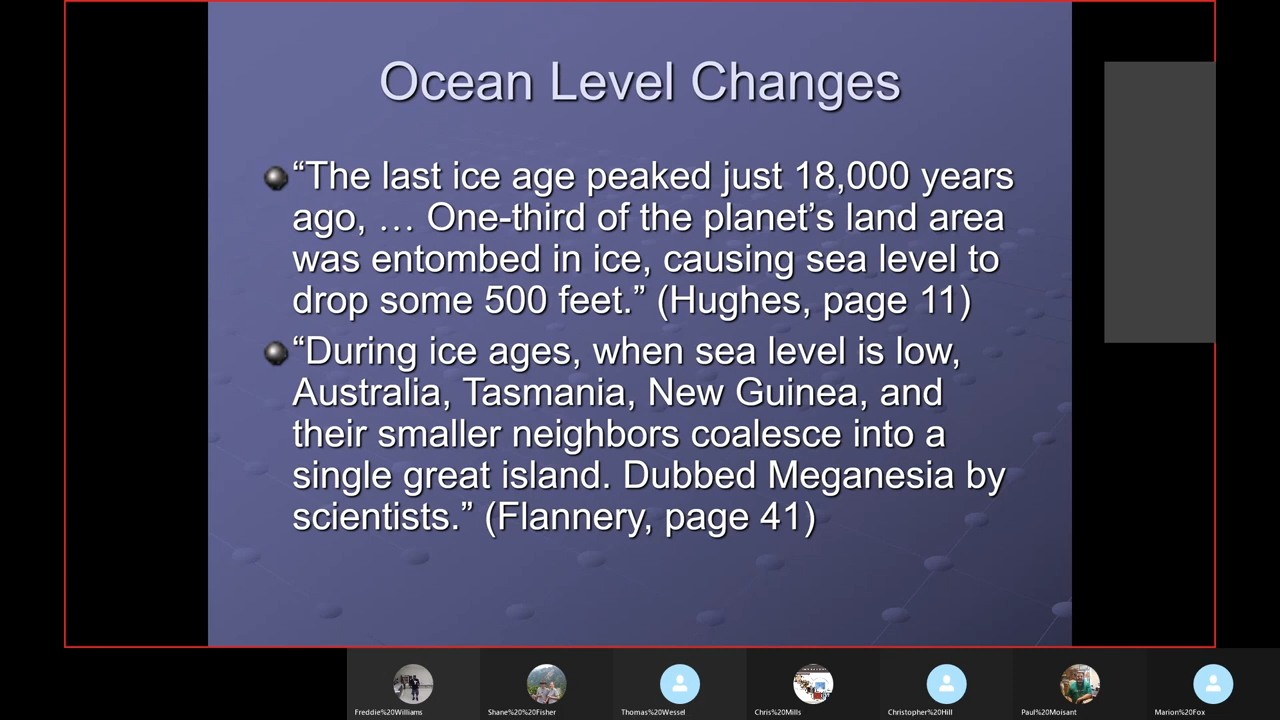 Ocean Level Changes
“The last ice age peaked just 18,000 years
ago, … One-third of the planet’s land area
was entombed in ice, causing sea level to
drop some 500 feet.” (Hughes, page 11)
“During ice ages, when sea level is low,
Australia, Tasmania, New Guinea, and
their smaller neighbors coalesce into a
single great island. Dubbed Meganesia by
scientists.” (Flannery, page 41)
Freddie%20Williams
Shane%20%20Fisher
Thomas%20Wessel
Chris%20Mills
Christopher%20Hill
Paul%20Moisant
Marion%20Fox